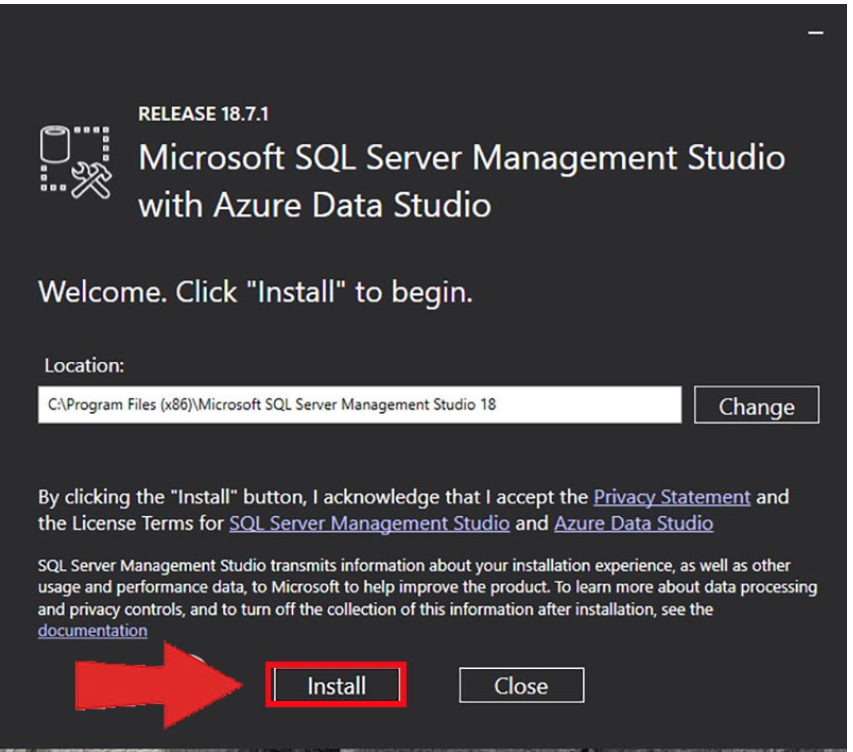 RELEASE 18.7.1
Microsoft SQL Server Management Studio
with Azure Data Studio
Welcome. Click "Install" to begin.
Location:
C:\Program Files (x86)\Microsoft SQL Server Management Studio 18
Change
By clicking the "Install" button, I acknowledge that I accept the Privacy Statement and
the License Terms for SQL Server Management Studio and Azure Data Studio
SQL Server Management Studio transmits information about your installation experience, as well as other
usage and performance data, to Microsoft to help improve the product. To learn more about data processing
and privacy controls, and to turn off the collection of this information after installation, see the
documentation
Install Close